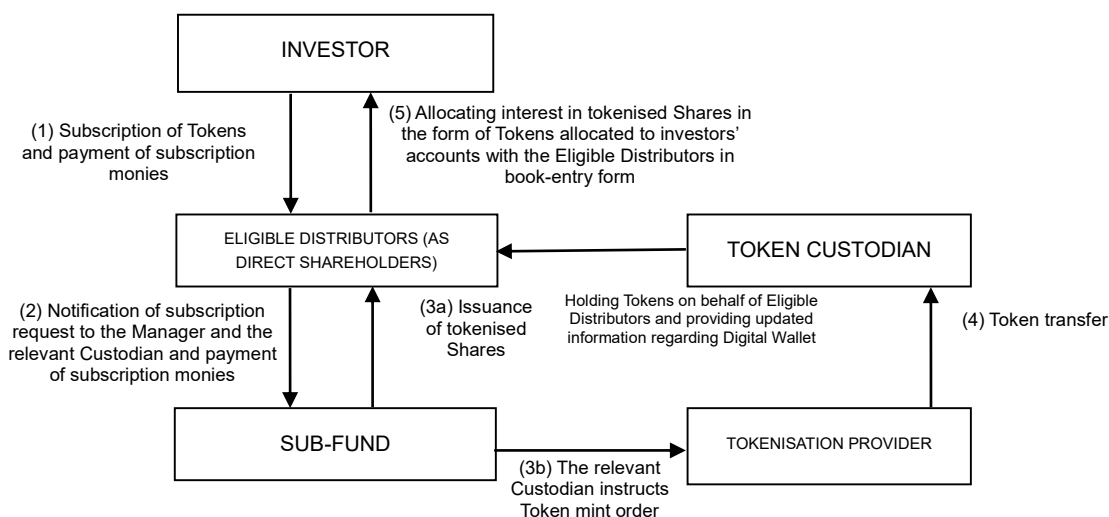 INVESTOR
(1) Subscription of Tokens
and payment of subscription
monies
(5) Allocating interest in tokenised Shares in
the form of Tokens allocated to investors’
accounts with the Eligible Distributors in
book-entry form
ELIGIBLE DISTRIBUTORS (AS
DIRECT SHAREHOLDERS)
TOKEN CUSTODIAN
(2) Notification of subscription
request to the Manager and the
relevant Custodian and payment
of subscription monies
(3a) Issuance
of tokenised
Shares
Holding Tokens on behalf of Eligible
Distributors and providing updated
information regarding Digital Wallet
(4) Token transfer
SUB-FUND
TOKENISATION PROVIDER
(3b) The relevant
Custodian instructs
Token mint order